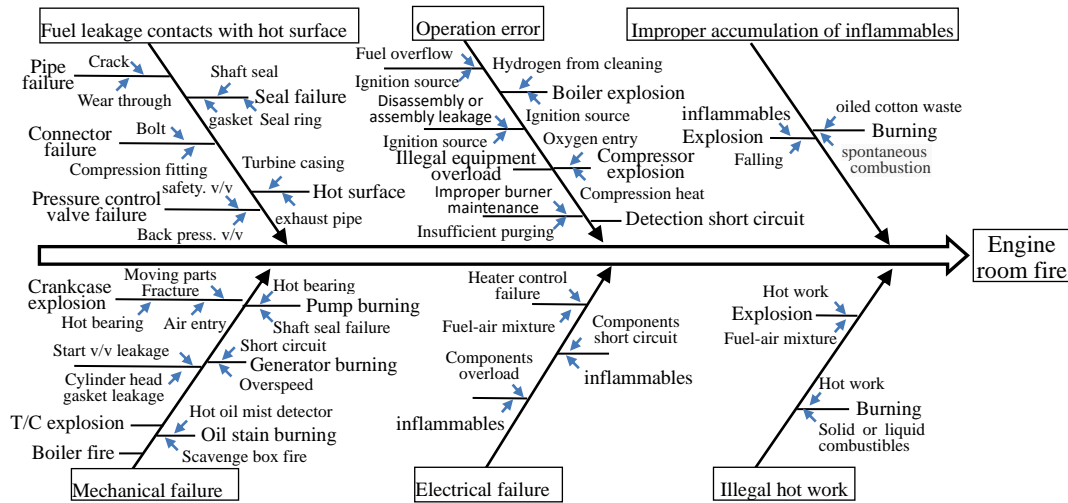 Fuel leakage contacts with hot surface
Pipe
failure
Crack
Wear through
Shaft seal
Seal failure
gasket
Seal ring
Connector
failure
Bolt
Compression fitting
Turbine casing
Hot surface
exhaust pipe
Pressure control
valve failure
safety. v/v
Back press. v/v
Operation error
Fuel overflow
Ignition source
Hydrogen from cleaning
Boiler explosion
Ignition source
Disassembly or
assembly leakage
Ignition source
Oxygen entry
Compressor
explosion
Compression heat
Illegal equipment
overload
Improper burner
maintenance
Insufficient purging
Detection short circuit
Improper accumulation of inflammables
inflammables
Explosion
Falling
oiled cotton waste
Burning
spontaneous
combustion
Engine
room fire
Crankcase
explosion
Moving parts
Fracture
Hot bearing
Air entry
Hot bearing
Pump burning
Shaft seal failure
Start v/v leakage
Cylinder head
gasket leakage
Short circuit
Generator burning
Overspeed
T/C explosion
Hot oil mist detector
Oil stain burning
Scavenge box fire
Boiler fire
Mechanical failure
Heater control
failure
Fuel-air mixture
Components
short circuit
inflammables
Components
overload
inflammables
Electrical failure
Hot work
Explosion
Fuel-air mixture
Hot work
Burning
Solid or liquid
combustibles
Illegal hot work